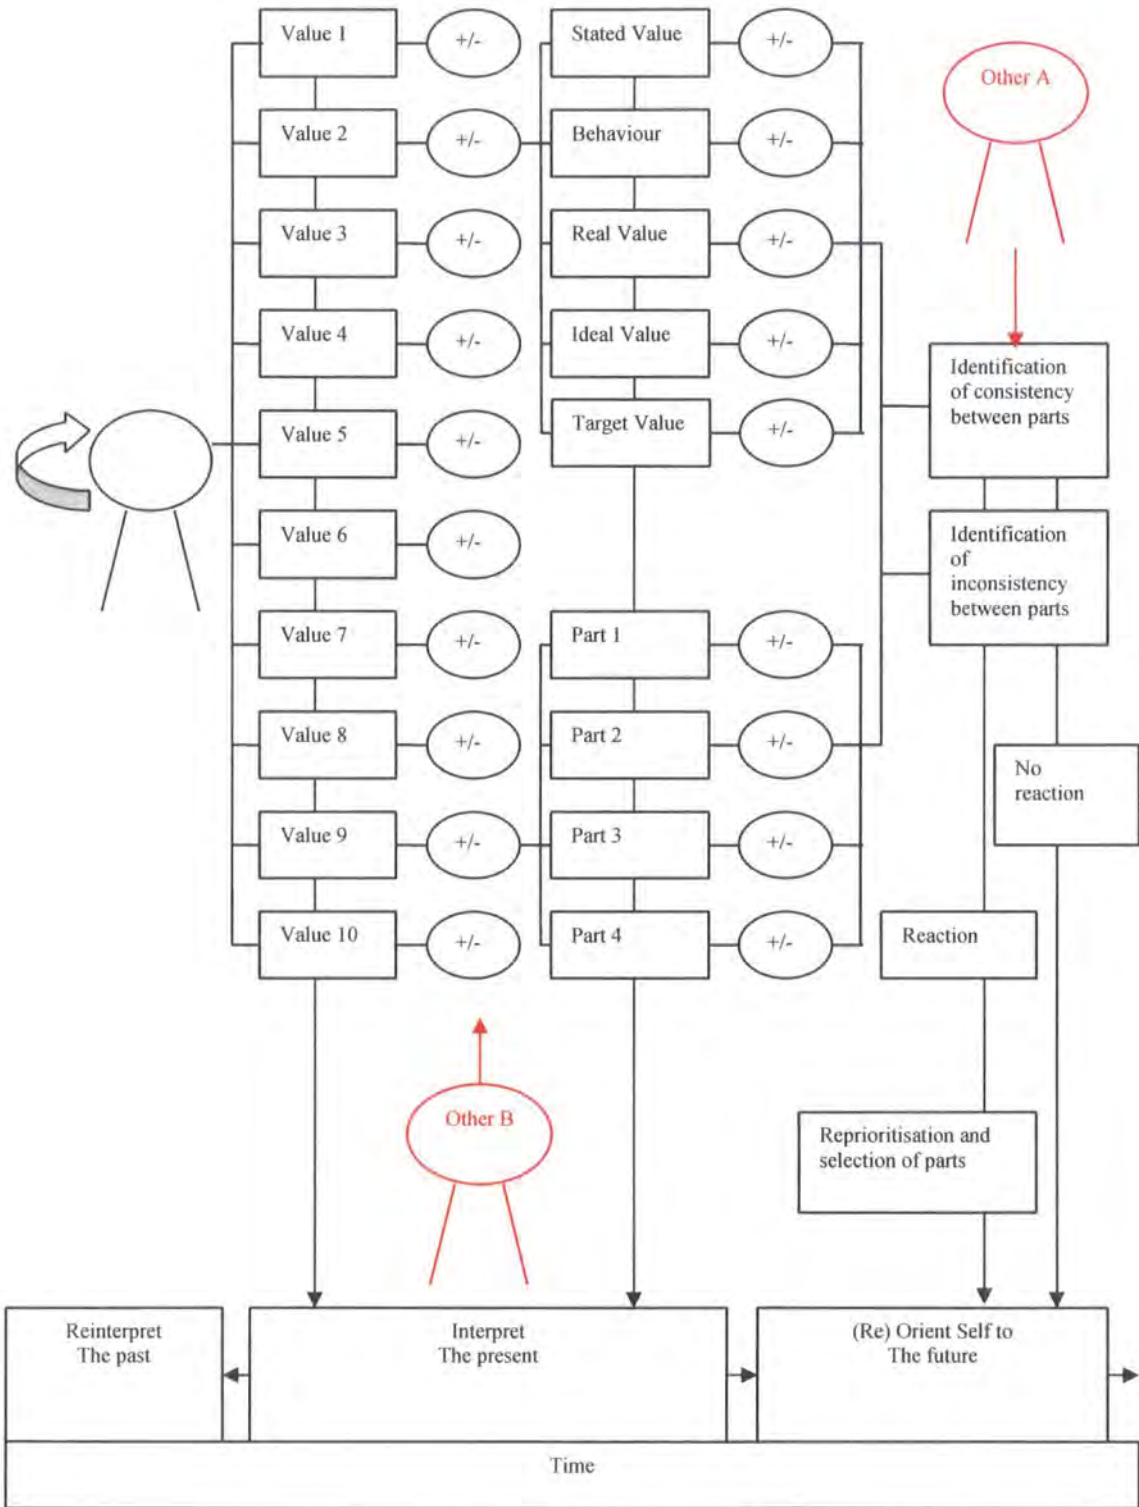 Value 1
+/-
Stated Value
+/-
Other A
Value 2
+/-
Behaviour
+/-
Value 3
+/-
Real Value
+/-
Value 4
+/-
Ideal Value
+/-
Identification
of consistency
between parts
Value 5
+/-
Target Value
+/-
Value 6
+/-
Identification
of
inconsistency
between parts
Value 7
+/-
Part 1
+/-
Value 8
+/-
Part 2
+/-
No
reaction
Value 9
+/-
Part 3
+/-
Value 10
+/-
Part 4
+/-
Reaction
Other B
Reprioritisation and
selection of parts
Reinterpret
The past
Interpret
The present
(Re) Orient Self to
The future
Time